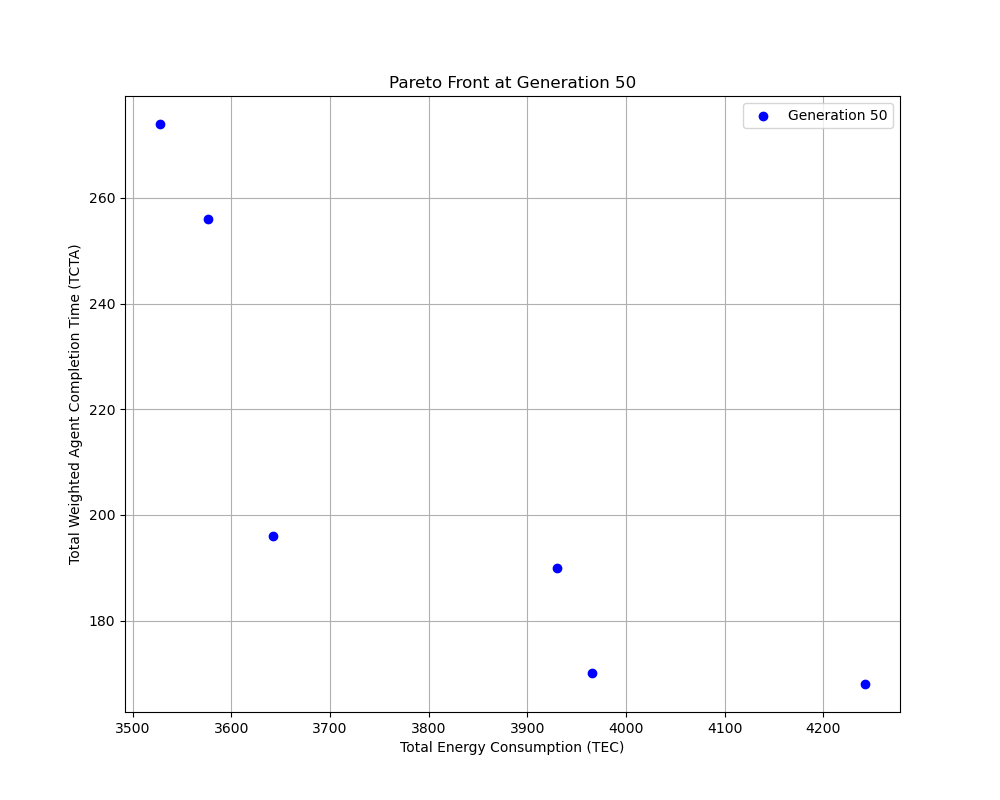 Pareto Front at Generation 50
Generation 50
Total Weighted Agent Completion Time (TCTA)
260
240
220
200
180
3500 3600 3700 3800 3900 4000 4100 4200
Total Energy Consumption (TEC)